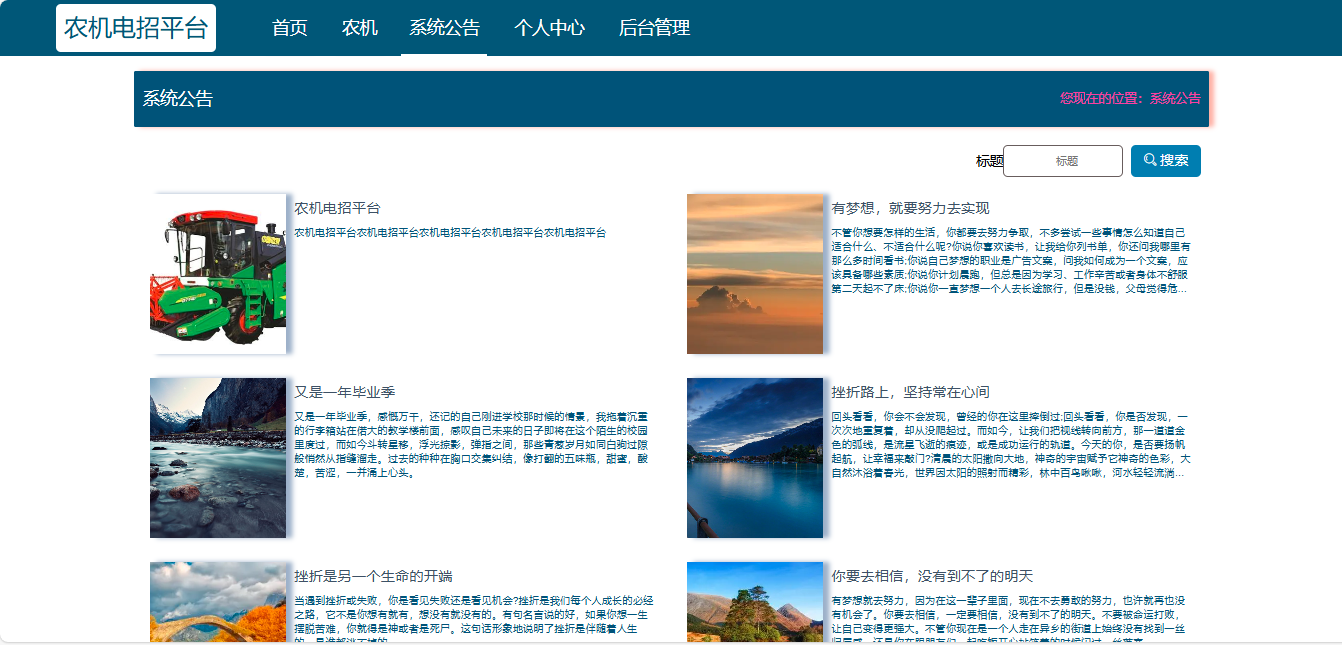 农机电招平台
首页 农机 系统公告 个人中心 后台管理
系统公告
您现在的位置：系统公告
标题 标题 搜索
农机电招平台
农机电招平台农机电招平台农机电招平台农机电招平台农机电招平台
有梦想，就要努力去实现
不管你想要怎样的生活，你都要去努力争取，不多尝试一些事情怎么知道自己
适合什么、不适合什么呢?你说你喜欢读书，让我给你列书单，你还问我哪里有
那么多时间看书;你说自己梦想的职业是广告文案，问我如何成为一个文案，应
该具备哪些素质;你说你计划晨跑，但总是因为学习、工作辛苦或者身体不舒服
第二天起不了床;你说你一直梦想一个人去长途旅行，但是没钱，父母觉得危...
又是一年毕业季
又是一年毕业季，感慨万千，还记的自己刚进学校那时候的情景，我拖着沉重
的行李箱站在偌大的教学楼前面，感叹自己未来的日子即将在这个陌生的校园
里度过，而如今斗转星移，浮光掠影，弹指之间，那些青葱岁月如同白驹过隙
般悄然从指缝溜走。过去的种种在胸口交集纠结，像打翻的五味瓶，甜蜜，酸
楚，苦涩，一并涌上心头。
挫折路上，坚持常在心间
回头看看，你会不会发现，曾经的你在这里摔倒过;回头看看，你是否发现，一
次次地重复着，却从没爬起过。而如今，让我们把视线转向前方，那一道道金
色的弧线，是流星飞逝的痕迹，或是成功运行的轨道。今天的你，是否要扬帆
起航，让幸福来敲门?清晨的太阳撒向大地，神奇的宇宙赋予它神奇的色彩，大
自然沐浴着春光，世界因太阳的照射而精彩，林中百鸟啾啾，河水轻轻流淌...
挫折是另一个生命的开端
当遇到挫折或失败，你是看见失败还是看见机会?挫折是我们每个人成长的必经
之路，它不是你想有就有，想没有就没有的。有句名言说的好，如果你想一生
摆脱苦难，你就得是神或者是死尸。这句话形象地说明了挫折是伴随着人生
你要去相信，没有到不了的明天
有梦想就去努力，因为在这一辈子里面，现在不去勇敢的努力，也许就再也没
有机会了。你要去相信，一定要相信，没有到不了的明天。不要被命运打败，
让自己变得更强大。不管你现在是一个人走在异乡的街道上始终没有找到一丝